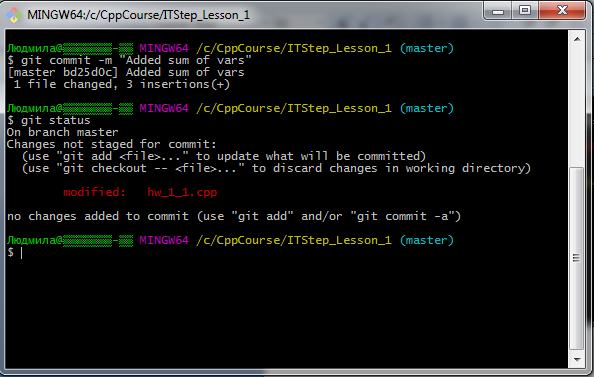 MINGW64:/c/CppCourse/ITStep_Lesson_1
Людмила@ MINGW64 /c/CppCourse/ITStep_Lesson_1 (master)
$ git commit -m "Added sum of vars"
[master bd25d0c] Added sum of vars
1 file changed, 3 insertions(+)
Людмила@ MINGW64 /c/CppCourse/ITStep_Lesson_1 (master)
$ git status
On branch master
Changes not staged for commit:
(use "git add <file>..." to update what will be committed)
(use "git checkout -- <file>..." to discard changes in working directory)
modified: hw_1_1.cpp
no changes added to commit (use "git add" and/or "git commit -a")
Людмила@ MINGW64 /c/CppCourse/ITStep_Lesson_1 (master)
$